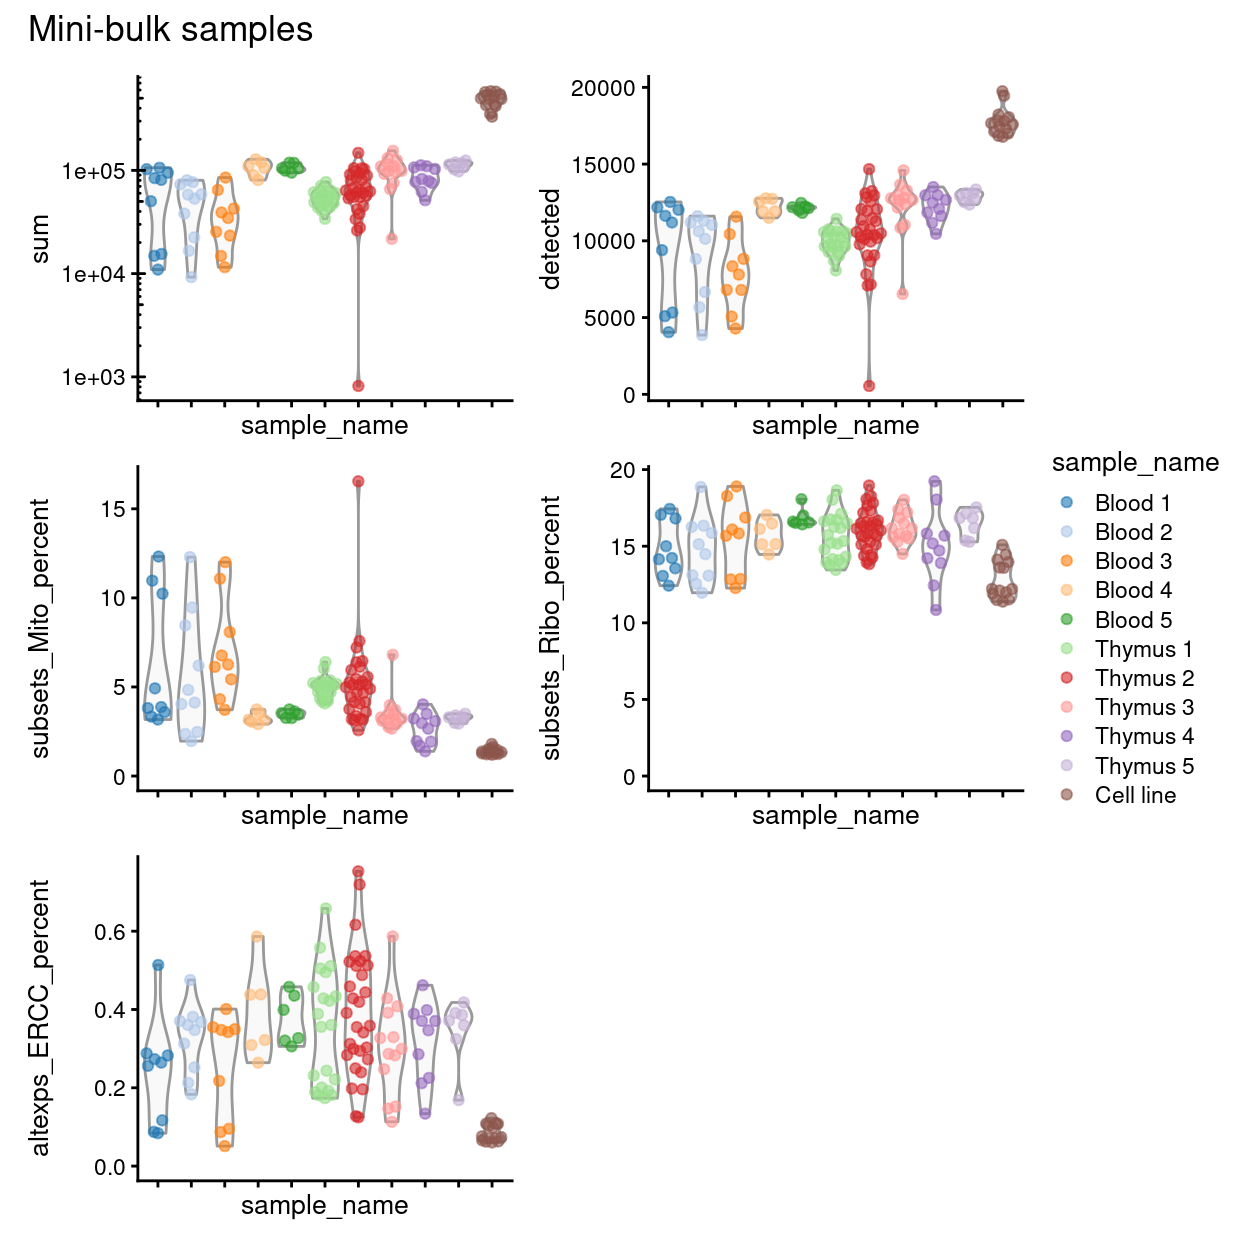 Mini-bulk samples
sum
1e+05
1e+04
1e+03
sample_name
detected
20000
15000
10000
5000
0
sample_name
subsets_Mito_percent
15
10
5
0
sample_name
subsets_Ribo_percent
20
15
10
5
0
sample_name
altexps_ERCC_percent
0.6
0.4
0.2
0.0
sample_name
sample_name
Blood 1
Blood 2
Blood 3
Blood 4
Blood 5
Thymus 1
Thymus 2
Thymus 3
Thymus 4
Thymus 5
Cell line